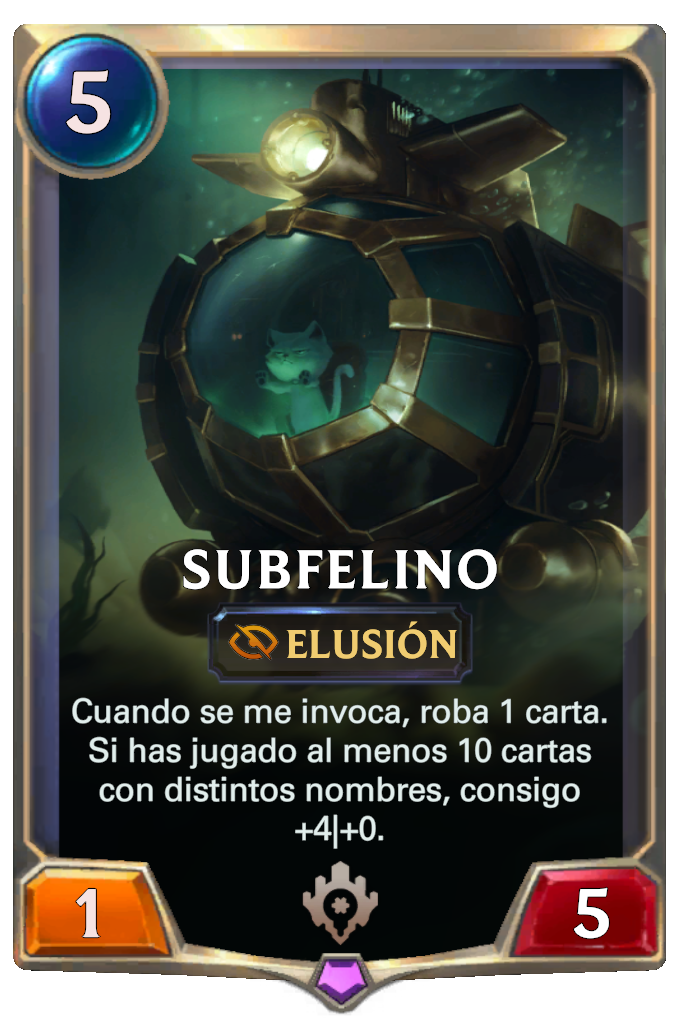 5
SUBFELINO
ELUSIÓN
Cuando se me invoca, roba 1 carta.
Si has jugado al menos 10 cartas
con distintos nombres, consigo
+4|+0.
1
5